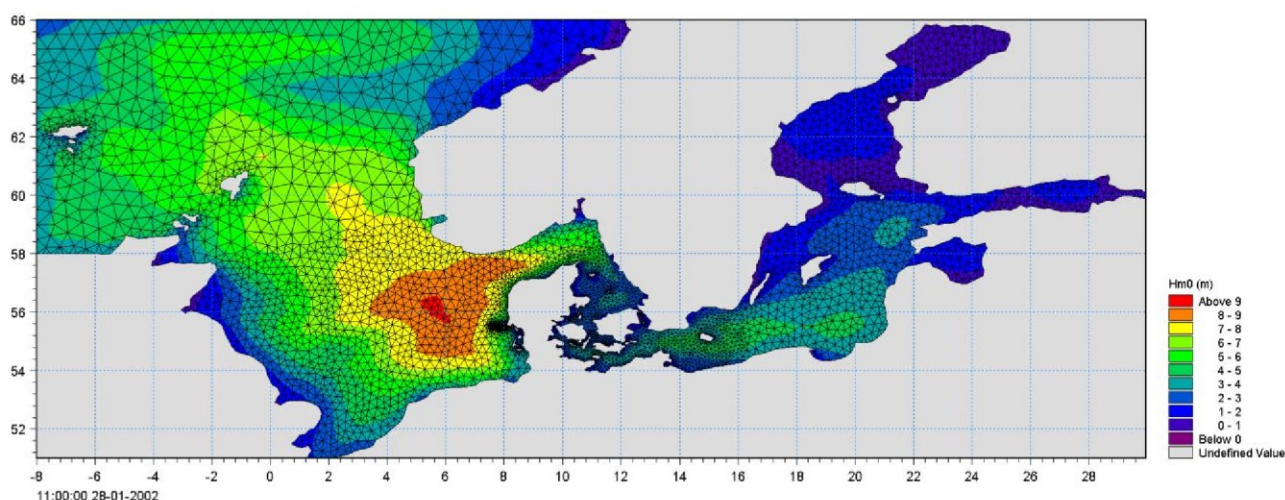 66
64
62
60
58
56
54
52
-8 -6 -4 -2 0 2 4 6 8 10 12 14 16 18 20 22 24 26 28
11:00:00 28-01-2002
Hm0 (m)
Above 9
8 - 9
7 - 8
6 - 7
5 - 6
4 - 5
3 - 4
2 - 3
1 - 2
0 - 1
Below 0
Undefined Value